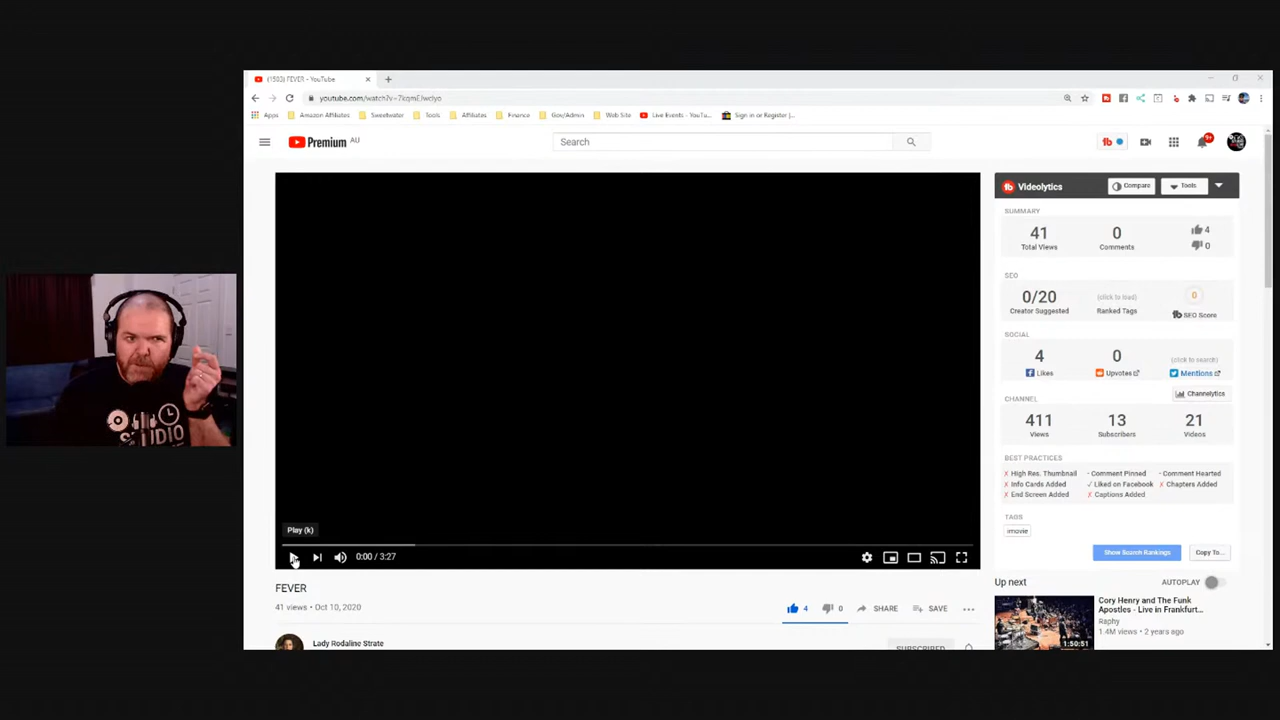 (1503) FEVER - YouTube
Apps Amazon Affiliates Sweetwater Tools Affiliates Finance Gov/Admin Web Site Live Events - YouTu... Sign in or Register |...
Premium AU
Search
9+
STUDIO
Videolytics Compare Tools
SUMMARY
41 0 4
Total Views Comments 0
SEO
0/20 (click to load) 0
Creator Suggested Ranked Tags SEO Score
SOCIAL
4 0 (click to search)
Likes Upvotes Mentions
CHANNEL Channelytics
411 13 21
Views Subscribers Videos
BEST PRACTICES
x High Res. Thumbnail - Comment Pinned - Comment Hearted
x Info Cards Added ✓ Liked on Facebook x Chapters Added
x End Screen Added x Captions Added
TAGS
imovie
Show Search Rankings Copy To...
Play (k)
0:00 / 3:27
FEVER
41 views • Oct 10, 2020
4 0 SHARE SAVE
Lady Rodaline Strate
SUBSCRIBED
Up next AUTOPLAY
Cory Henry and The Funk
Apostles - Live in Frankfurt...
Raphy
1.4M views • 2 years ago
1:50:51